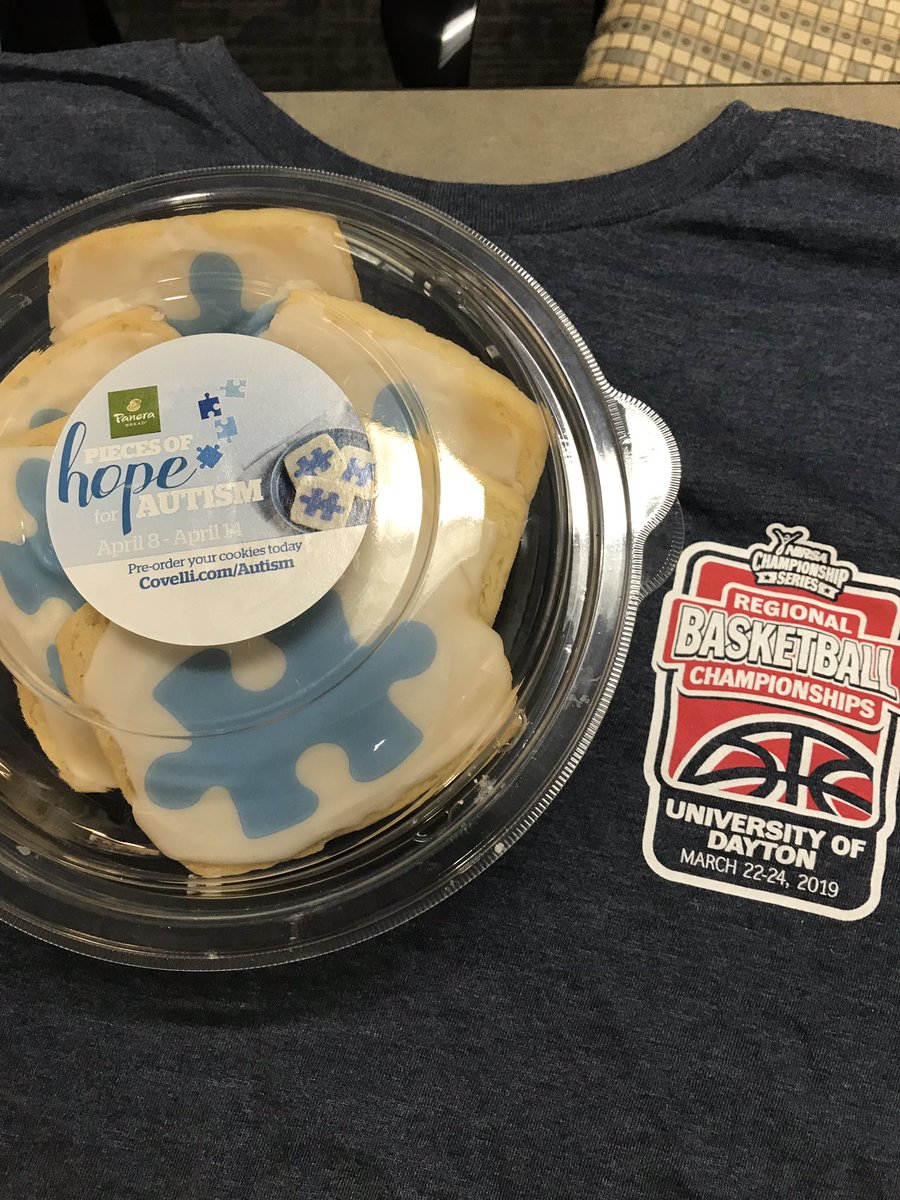 Panera
BREAD
PIECES OF
hope
for AUTISM
April 8 - April 14
Pre-order your cookies today
Covelli.com/Autism
NIRSA
CHAMPIONSHIP
SERIES
REGIONAL
BASKETBALL
CHAMPIONSHIPS
UNIVERSITY OF
DAYTON
MARCH 22-24, 2019